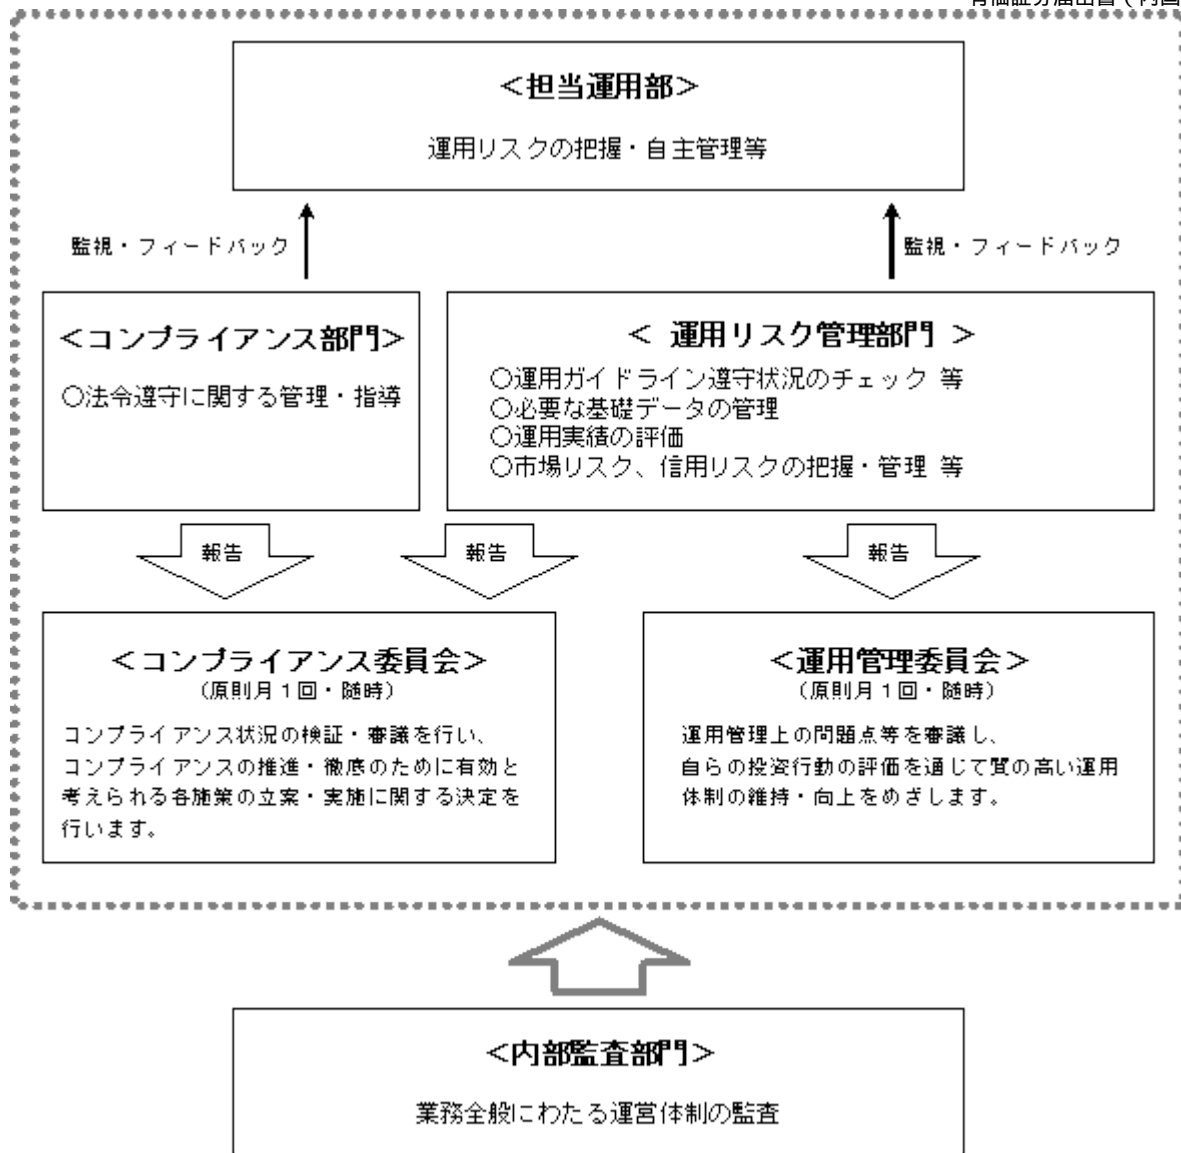 <担当運用部>
運用リスクの把握・自主管理等
監視・フィードバック
監視・フィードバック
<コンプライアンス部門>
○法令遵守に関する管理・指導
< 運用リスク管理部門 >
○運用ガイドライン遵守状況のチェック 等
○必要な基礎データの管理
○運用実績の評価
○市場リスク、信用リスクの把握・管理 等
報告
報告
報告
<コンプライアンス委員会>
(原則月1回・随時)
コンプライアンス状況の検証・審議を行い、
コンプライアンスの推進・徹底のために有効と
考えられる各施策の立案・実施に関する決定を
行います。
<運用管理委員会>
(原則月1回・随時)
運用管理上の問題点等を審議し、
自らの投資行動の評価を通じて質の高い運用
体制の維持・向上をめざします。
<内部監査部門>
業務全般にわたる運営体制の監査